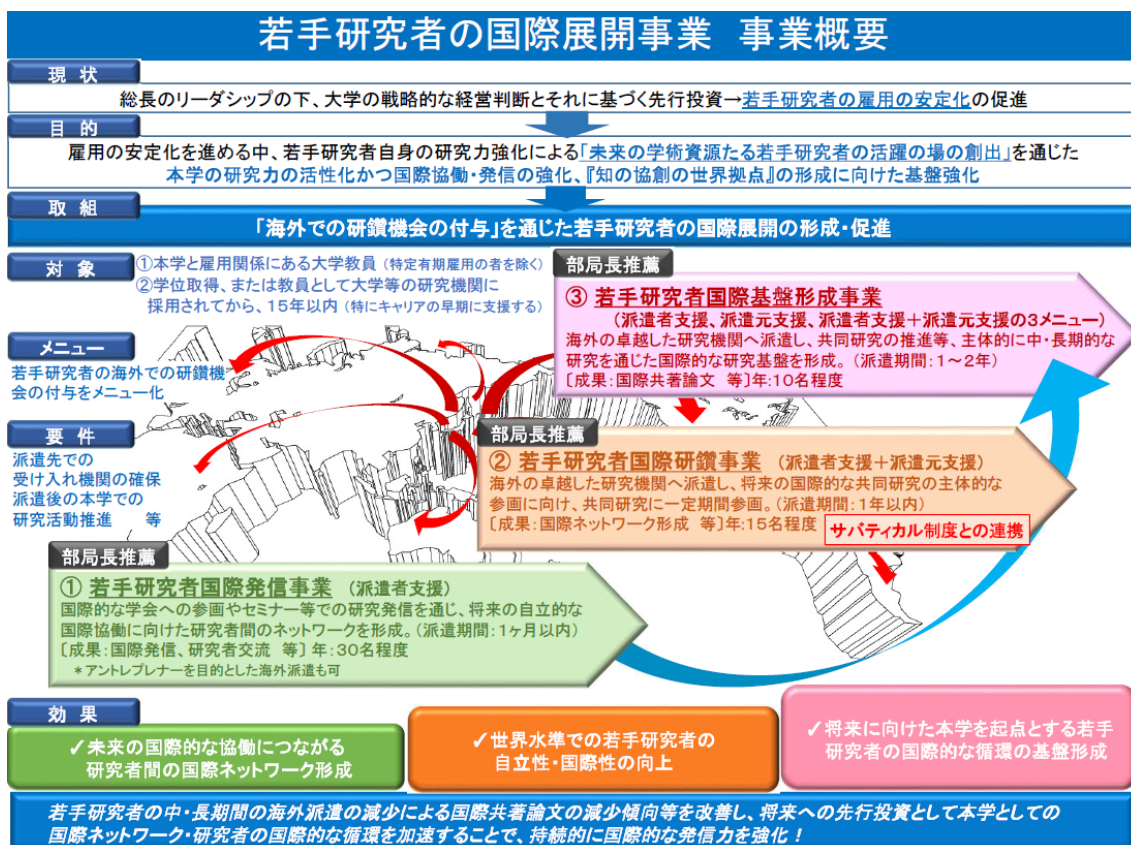 若手研究者の国際展開事業　事業概要
現 状
総長のリーダシップの下、大学の戦略的な経営判断とそれに基づく先行投資→若手研究者の雇用の安定化の促進
目 的
雇用の安定化を進める中、若手研究者自身の研究力強化による「未来の学術資源たる若手研究者の活躍の場の創出」を通じた
本学の研究力の活性化かつ国際協働・発信の強化、『知の協創の世界拠点』の形成に向けた基盤強化
取 組
「海外での研鑽機会の付与」を通じた若手研究者の国際展開の形成・促進
対 象
①本学と雇用関係にある大学教員（特定有期雇用の者を除く）
②学位取得、または教員として大学等の研究機関に
採用されてから、15年以内（特にキャリアの早期に支援する）
メニュー
若手研究者の海外での研鑽機
会の付与をメニュー化
要 件
派遣先での
受け入れ機関の確保
派遣後の本学での
研究活動推進　等
部局長推薦
③ 若手研究者国際基盤形成事業
（派遣者支援、派遣元支援、派遣者支援＋派遣元支援の3メニュー）
海外の卓越した研究機関へ派遣し、共同研究の推進等、主体的に中・長期的な
研究を通じた国際的な研究基盤を形成。（派遣期間：1～2年）
〔成果：国際共著論文　等〕年：10名程度
部局長推薦
② 若手研究者国際研鑽事業　（派遣者支援＋派遣元支援）
海外の卓越した研究機関へ派遣し、将来の国際的な共同研究の主体的な
参画に向け、共同研究に一定期間参画。（派遣期間：1年以内）
〔成果：国際ネットワーク形成　等〕年：15名程度
サバティカル制度との連携
部局長推薦
① 若手研究者国際発信事業　（派遣者支援）
国際的な学会への参画やセミナー等での研究発信を通じ、将来の自立的な
国際協働に向けた研究者間のネットワークを形成。（派遣期間：1ヶ月以内）
〔成果：国際発信、研究者交流　等〕年：30名程度
＊アントレプレナーを目的とした海外派遣も可
効 果
✓未来の国際的な協働につながる
研究者間の国際ネットワーク形成
✓世界水準での若手研究者の
自立性・国際性の向上
✓将来に向けた本学を起点とする若手
研究者の国際的な循環の基盤形成
若手研究者の中・長期間の海外派遣の減少による国際共著論文の減少傾向等を改善し、将来への先行投資として本学としての
国際ネットワーク・研究者の国際的な循環を加速することで、持続的に国際的な発信力を強化！